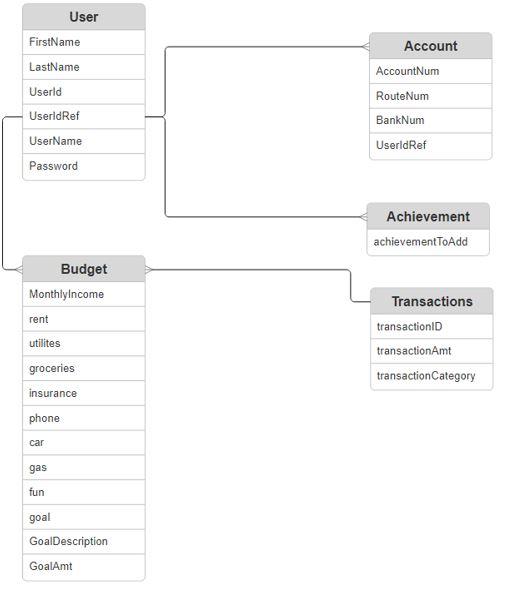 User
FirstName
LastName
UserId
UserIdRef
UserName
Password
Account
AccountNum
RouteNum
BankNum
UserIdRef
Achievement
achievementToAdd
Budget
MonthlyIncome
rent
utilites
groceries
insurance
phone
car
gas
fun
goal
GoalDescription
GoalAmt
Transactions
transactionID
transactionAmt
transactionCategory